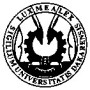 LUX MEA LEX
SIGILLUM UNIVERSITATIS DAKARENSIS